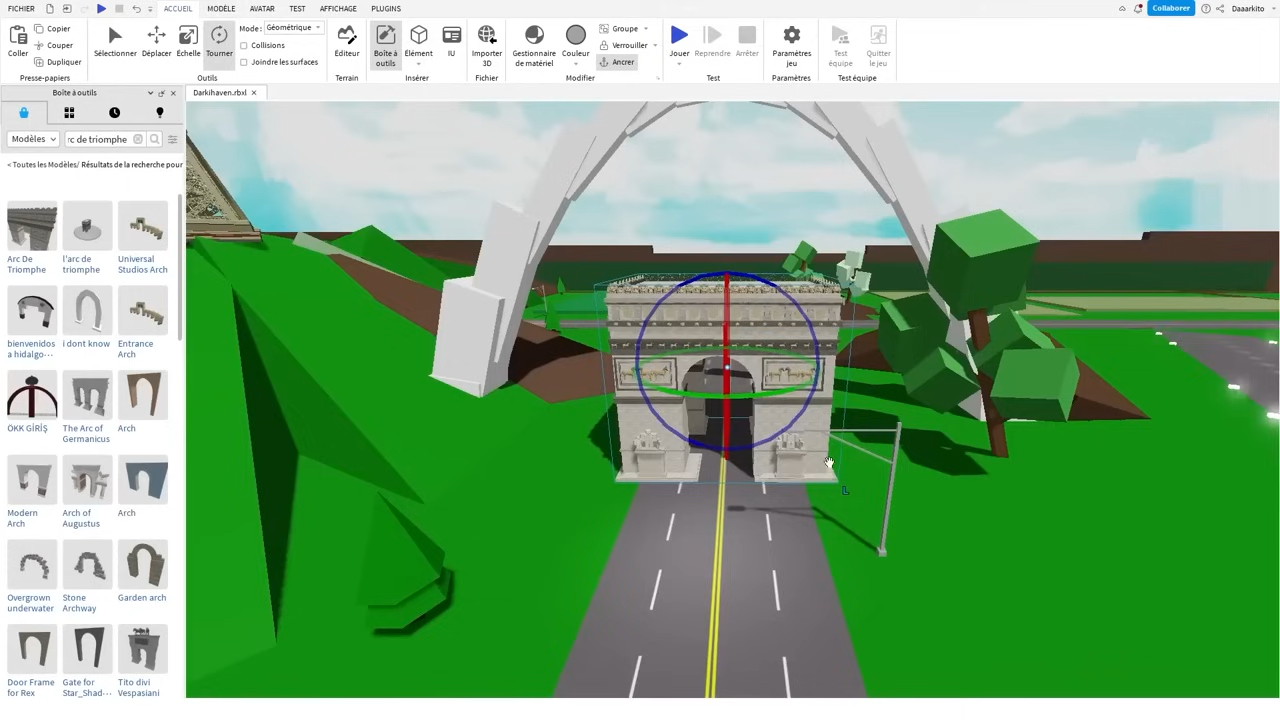 FICHIER
ACCUEIL
MODÈLE
AVATAR
TEST
AFFICHAGE
PLUGINS
Collaborer
Daaarkito
Coller
Copier
Couper
Dupliquer
Presse-papiers
Sélectionner
Déplacer
Échelle
Tourner
Mode :
Géométrique
Collisions
Joindre les surfaces
Outils
Éditeur
Terrain
Boîte à
outils
Élément
IU
Insérer
Importer
3D
Fichier
Gestionnaire
de matériel
Couleur
Groupe
Verrouiller
Ancrer
Modifier
Jouer
Reprendre
Arrêter
Test
Paramètres
jeu
Paramètres
Test
équipe
Quitter
le jeu
Test équipe
Boîte à outils
Darkihaven.rbxl
Modèles
rc de triomphe
< Toutes les Modèles/ Résultats de la recherche pour
Arc De
Triomphe
l'arc de
triomphe
Universal
Studios Arch
bienvenidos
a hidalgo···
i dont know
Entrance
Arch
OKK GİRİŞ
The Arc of
Germanicus
Arch
Modern
Arch
Arch of
Augustus
Arch
Overgrown
underwater
Stone
Archway
Garden arch
Door Frame
for Rex
Gate for
Star_Shad···
Tito divi
Vespasiani
L